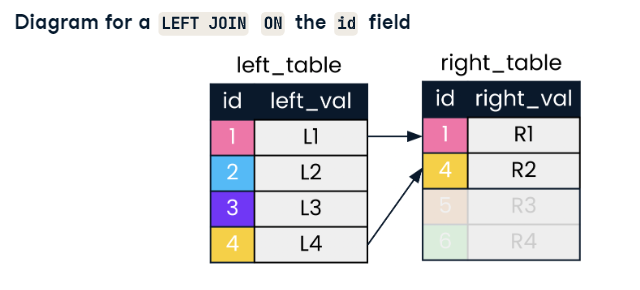 Diagram for a LEFT JOIN ON the id field
left_table right_table
id left_val id right_val
1 L1 1 R1
2 L2 4 R2
3 L3 5 R3
4 L4 6 R4